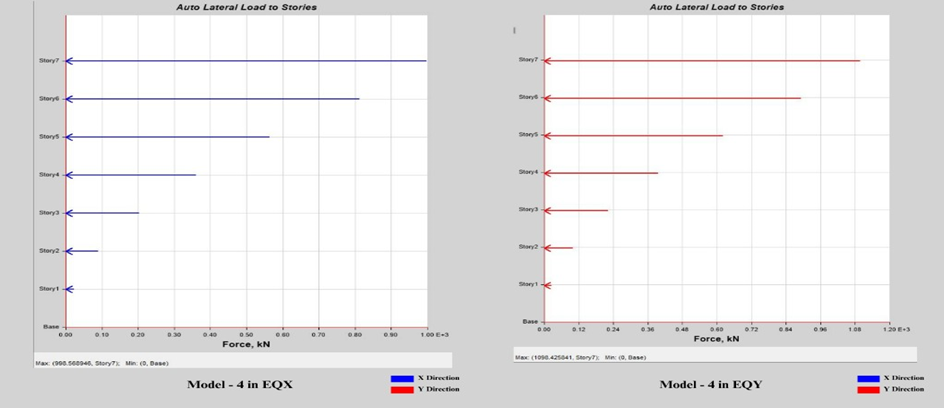 Auto Lateral Load to Stories
Story7
Story6
Story5
Story4
Story3
Story2
Story1
Base
0.00 0.10 0.20 0.30 0.40 0.50 0.60 0.70 0.80 0.90 1.00 E+3
Force, kN
Max: (998.568946, Story7); Min: (0, Base)
Model - 4 in EQX
X Direction
Y Direction
Auto Lateral Load to Stories
Story7
Story6
Story5
Story4
Story3
Story2
Story1
Base
0.00 0.12 0.24 0.36 0.48 0.60 0.72 0.84 0.96 1.08 1.20 E+3
Force, kN
Max: (1098.425841, Story7); Min: (0, Base)
Model - 4 in EQY
X Direction
Y Direction